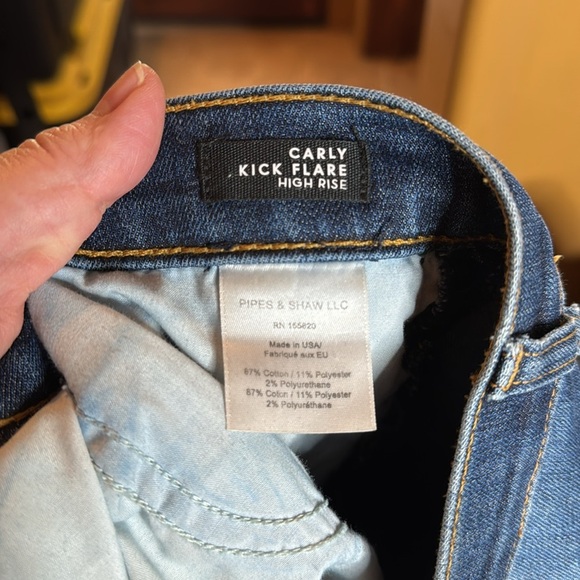 CARLY
KICK FLARE
HIGH RISE
PIPES & SHAW LLC
RN 155620
Made in USA/
Fabriqué aux EU
87% Cotton / 11% Polyester
2% Polyurethane
87% Coton / 11% Polyester
2% Polyuréthane